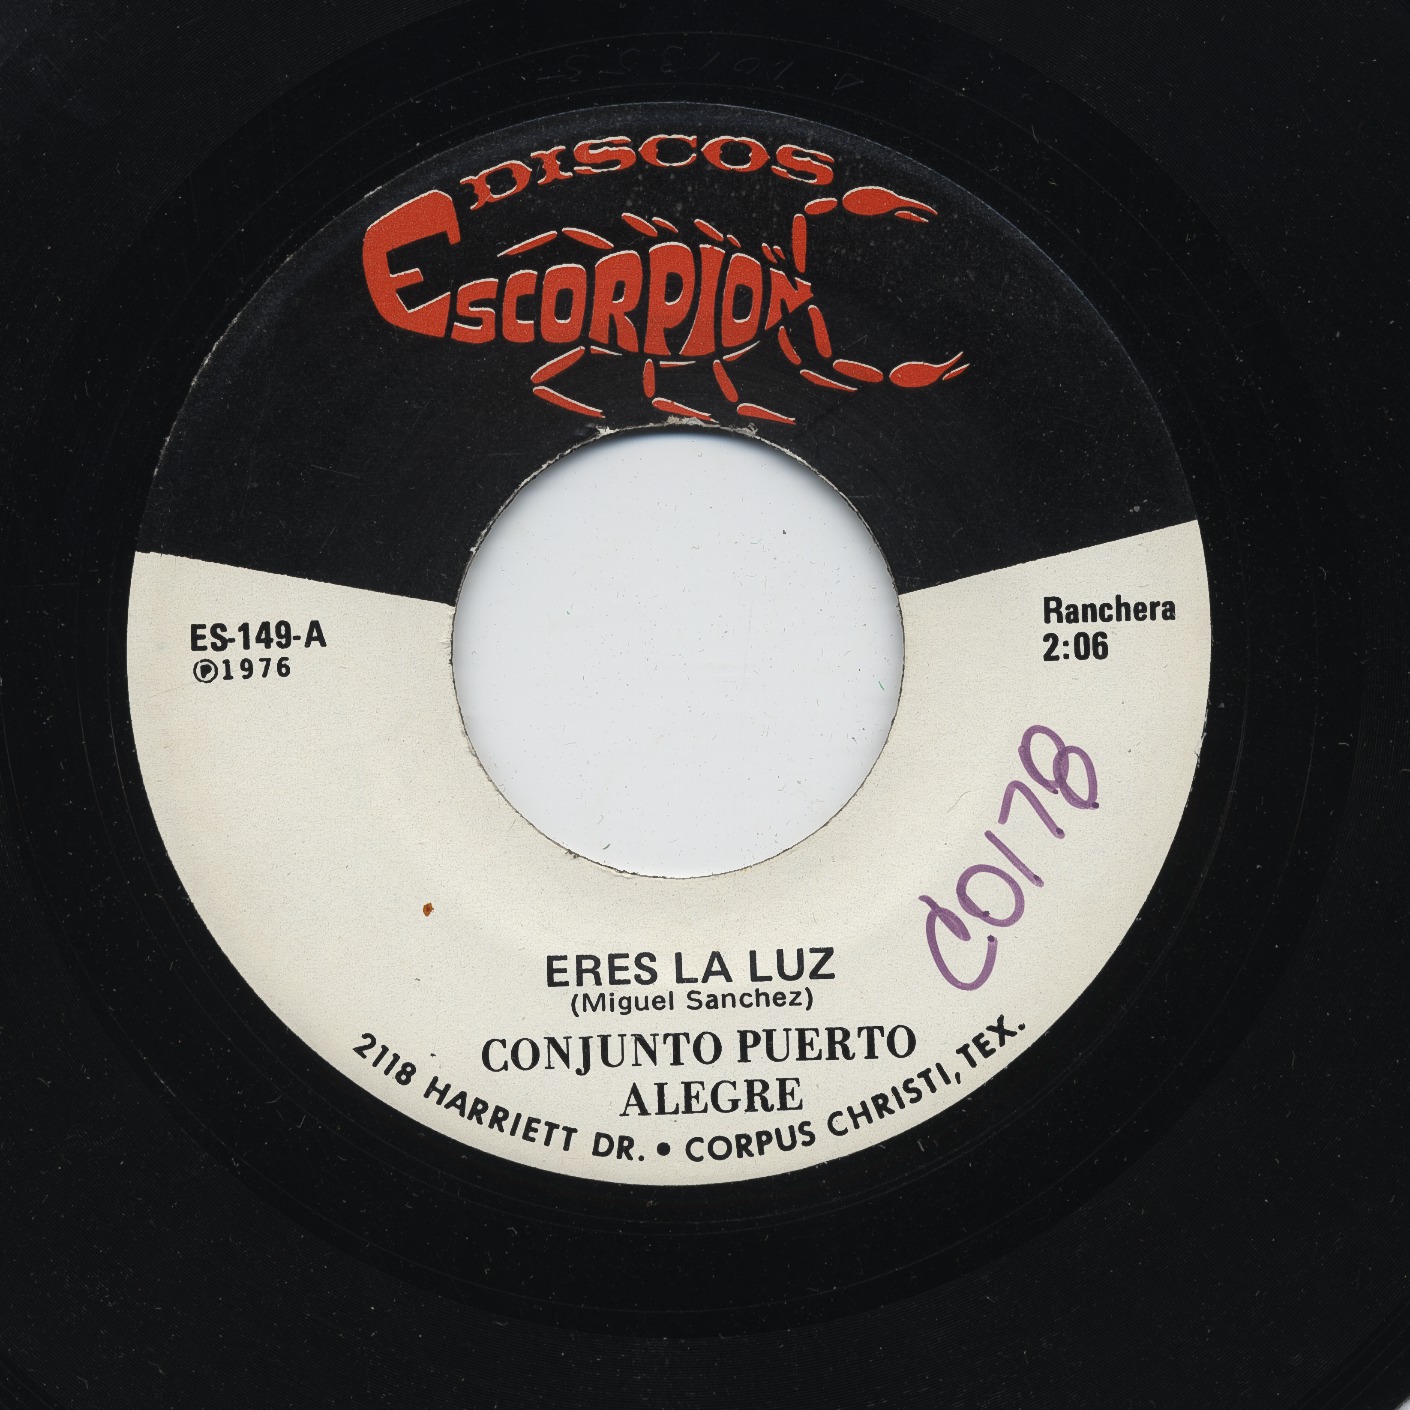 DISCOS
ESCORPION
ES-149-A
℗1976
Ranchera
2:06
C0178
ERES LA LUZ
(Miguel Sanchez)
CONJUNTO PUERTO
ALEGRE
2118 HARRIETT DR. • CORPUS CHRISTI, TEX.